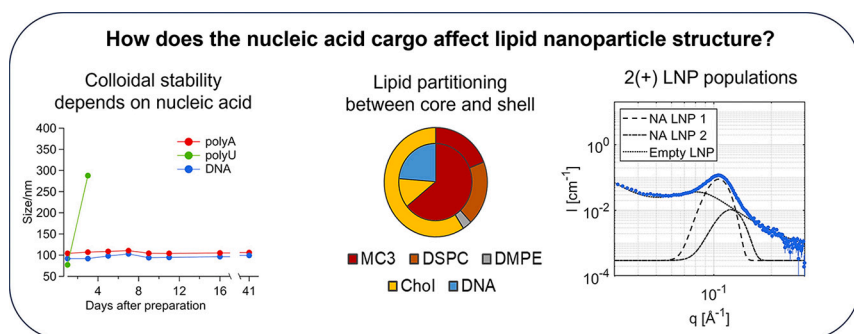 How does the nucleic acid cargo affect lipid nanoparticle structure?
Colloidal stability
depends on nucleic acid
400
350
300
250
200
150
100
50
Size/nm
polyA
polyU
DNA
4
8
12
16
41
Days after preparation
Lipid partitioning
between core and shell
MC3 DSPC DMPE
Chol DNA
2(+) LNP populations
NA LNP 1
NA LNP 2
Empty LNP
I [cm⁻¹]
10⁰
10⁻²
10⁻⁴
10⁻¹
q [Å⁻¹]